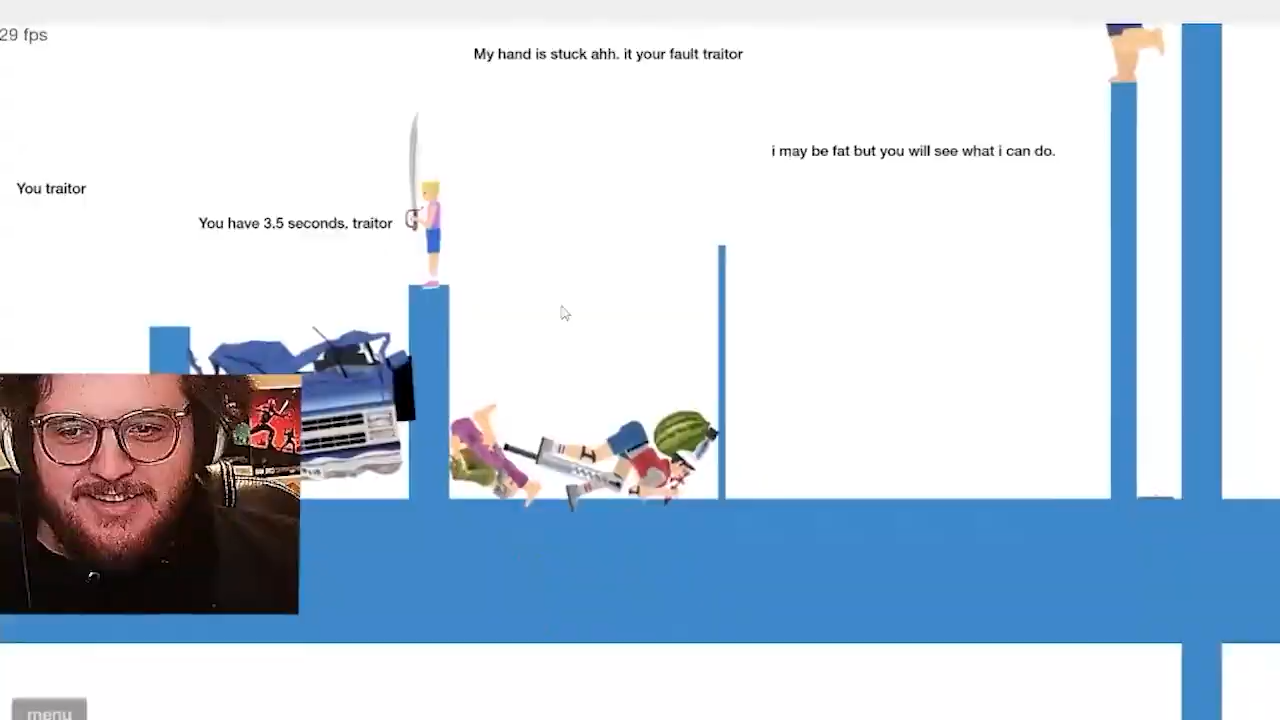 29 fps
My hand is stuck ahh. it your fault traitor
i may be fat but you will see what i can do.
You traitor
You have 3.5 seconds, traitor
menu